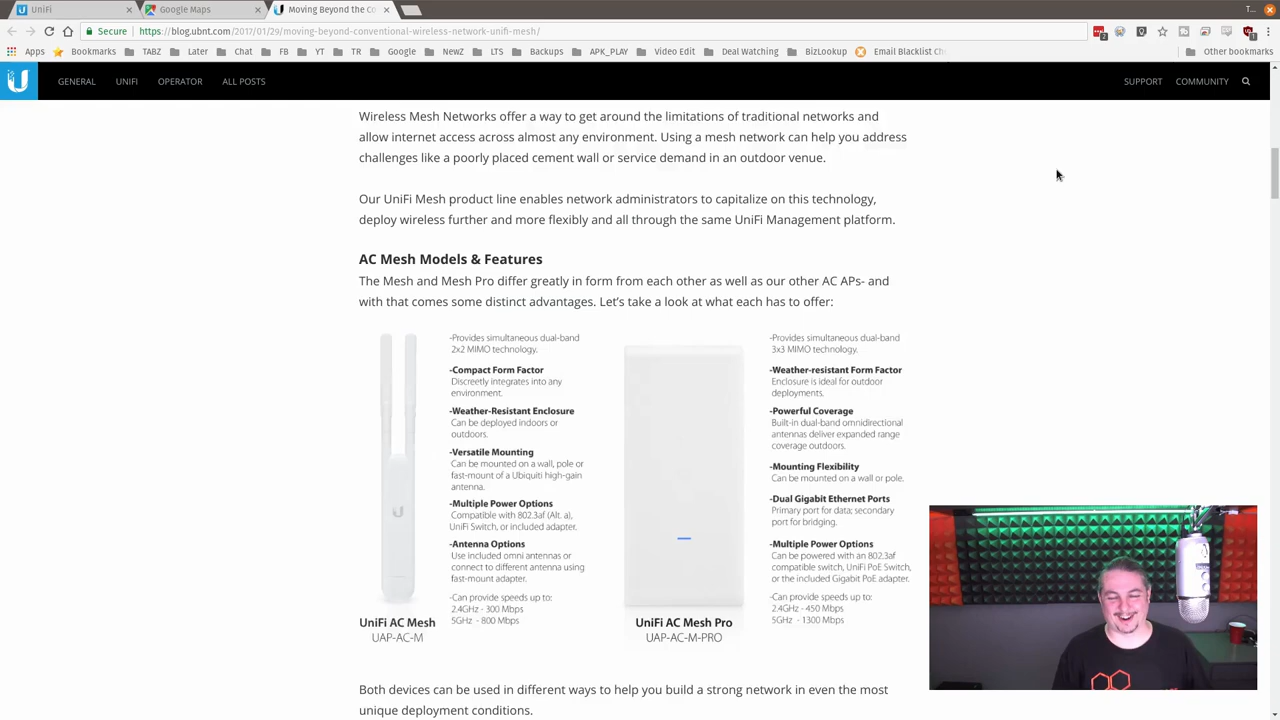 UniFi
Google Maps
Moving Beyond the Co
T...
Secure
https://blog.ubnt.com/2017/01/29/moving-beyond-conventional-wireless-network-unifi-mesh/
Apps
Bookmarks
TABZ
Later
Chat
FB
YT
TR
Google
NewZ
LTS
Backups
APK_PLAY
Video Edit
Deal Watching
BizLookup
Email Blacklist
Other bookmarks
GENERAL
UNIFI
OPERATOR
ALL POSTS
SUPPORT
COMMUNITY
Wireless Mesh Networks offer a way to get around the limitations of traditional networks and
allow internet access across almost any environment. Using a mesh network can help you address
challenges like a poorly placed cement wall or service demand in an outdoor venue.
Our UniFi Mesh product line enables network administrators to capitalize on this technology,
deploy wireless further and more flexibly and all through the same UniFi Management platform.
AC Mesh Models & Features
The Mesh and Mesh Pro differ greatly in form from each other as well as our other AC APs- and
with that comes some distinct advantages. Let's take a look at what each has to offer:
-Provides simultaneous dual-band
2x2 MIMO technology.
-Compact Form Factor
Discreetly integrates into any
environment.
-Weather-Resistant Enclosure
Can be deployed indoors or
outdoors.
-Versatile Mounting
Can be mounted on a wall, pole or
fast-mount of a Ubiquiti high-gain
antenna.
-Multiple Power Options
Compatible with 802.3af (Alt. a),
UniFi Switch, or included adapter.
-Antenna Options
Use included omni antennas or
connect to different antenna using
fast-mount adapter.
-Can provide speeds up to:
2.4GHz - 300 Mbps
5GHz - 800 Mbps
UniFi AC Mesh
UAP-AC-M
-Provides simultaneous dual-band
3x3 MIMO technology.
-Weather-resistant Form Factor
Enclosure is ideal for outdoor
deployments.
-Powerful Coverage
Built-in dual-band omnidirectional
antennas deliver expanded range
coverage outdoors.
-Mounting Flexibility
Can be mounted on a wall or pole.
-Dual Gigabit Ethernet Ports
Primary port for data; secondary
port for bridging.
-Multiple Power Options
Can be powered with an 802.3af
compatible switch, UniFi PoE Switch,
or the included Gigabit PoE adapter.
-Can provide speeds up to:
2.4GHz - 450 Mbps
5GHz - 1300 Mbps
UniFi AC Mesh Pro
UAP-AC-M-PRO
Both devices can be used in different ways to help you build a strong network in even the most
unique deployment conditions.